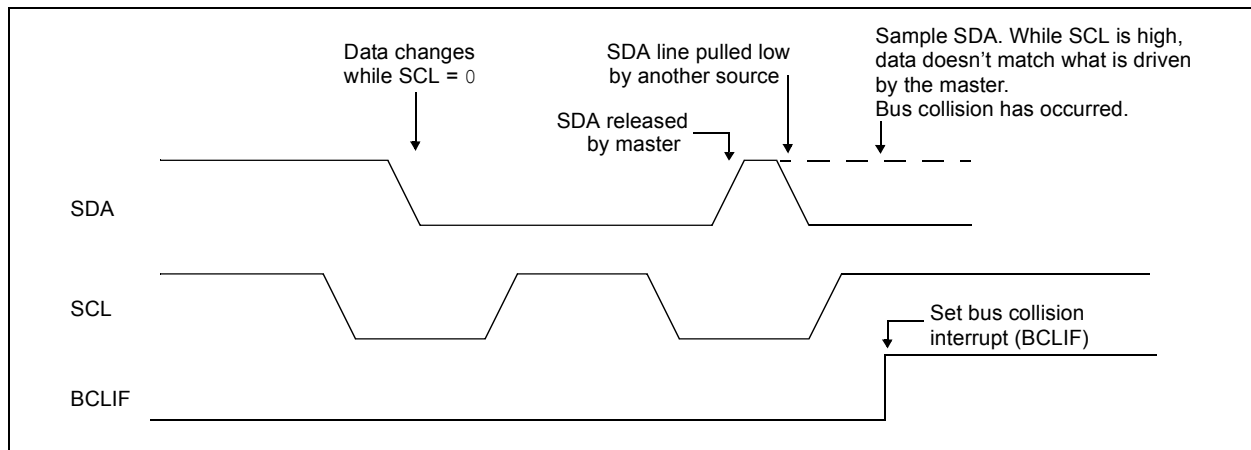 Data changes
while SCL = 0
SDA line pulled low
by another source
Sample SDA. While SCL is high,
data doesn't match what is driven
by the master.
Bus collision has occurred.
SDA released
by master
SDA
SCL
Set bus collision
interrupt (BCLIF)
BCLIF